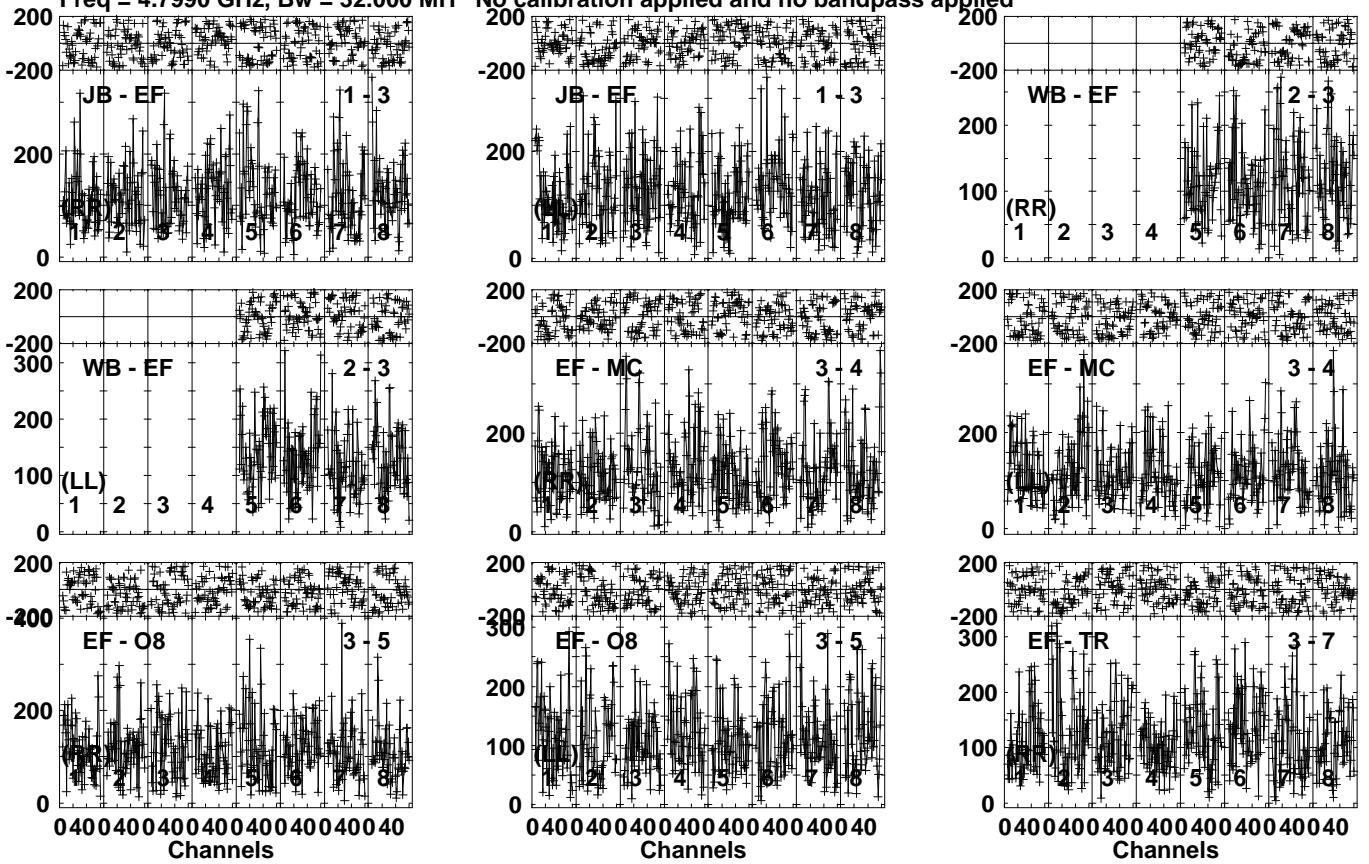 Freq = 4.7990 GHz, Bw = 32.000 MH No calibration applied and no bandpass applied
200 200 200
-200 -200 -200
JB - EF 1 - 3 JB - EF 1 - 3 WB - EF 2 - 3
200 200 200
100
(RR) (LL) (RR)
1 2 3 4 5 6 7 8 1 2 3 4 5 6 7 8 1 2 3 4 5 6 7 8
0 0 0
200 200 200
-200 -200 -200
300
WB - EF 2 - 3 EF - MC 3 - 4 EF - MC 3 - 4
200 200 200
100
(LL) (RR) (LL)
1 2 3 4 5 6 7 8 1 2 3 4 5 6 7 8 1 2 3 4 5 6 7 8
0 0 0
200 200 200
-200 -200 -200
400 300 300
EF - O8 3 - 5 EF - O8 3 - 5 EF - TR 3 - 7
200 200 200
100 100
(RR) (LL) (RR)
1 2 3 4 5 6 7 8 1 2 3 4 5 6 7 8 1 2 3 4 5 6 7 8
0 0 0
0 40 0 40 0 40 0 40 0 40 0 40 0 40 0 40 0 40 0 40 0 40 0 40 0 40 0 40 0 40 0 40 0 40 0 40 0 40 0 40 0 40 0 40 0 40 0 40
Channels Channels Channels